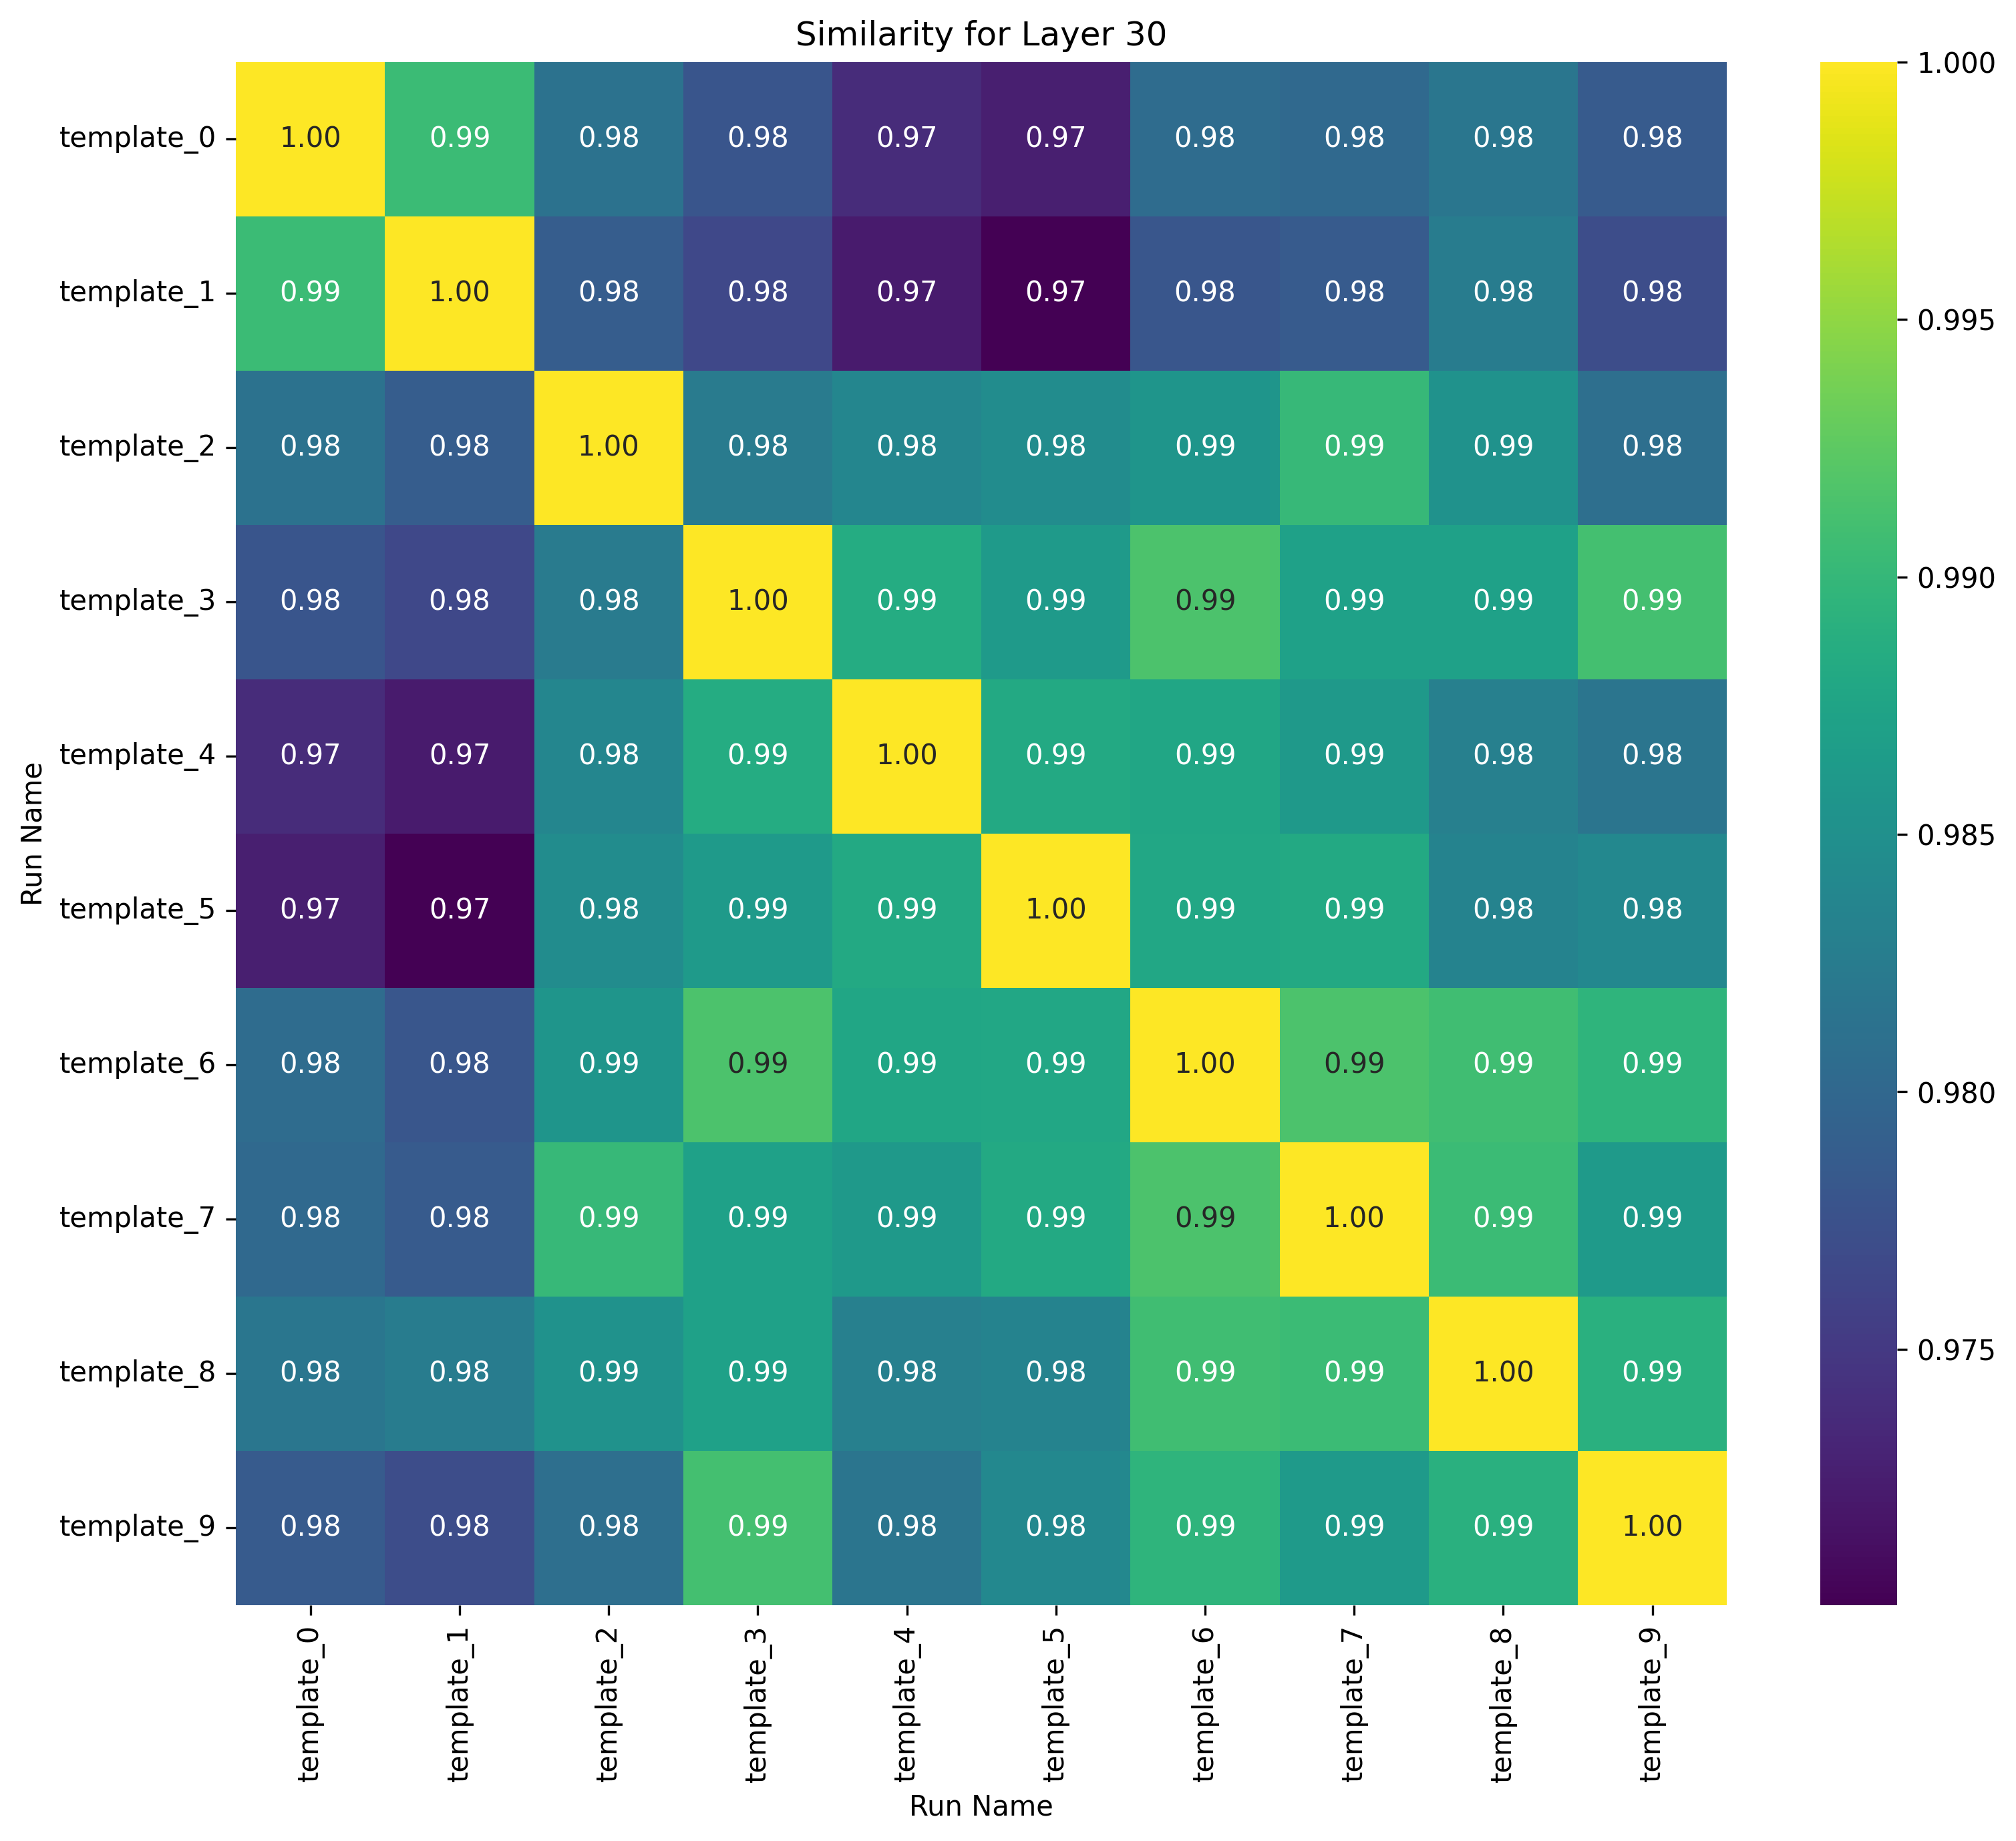 Similarity for Layer 30
template_0 1.00 0.99 0.98 0.98 0.97 0.97 0.98 0.98 0.98 0.98
template_1 0.99 1.00 0.98 0.98 0.97 0.97 0.98 0.98 0.98 0.98
template_2 0.98 0.98 1.00 0.98 0.98 0.98 0.99 0.99 0.99 0.98
template_3 0.98 0.98 0.98 1.00 0.99 0.99 0.99 0.99 0.99 0.99
template_4 0.97 0.97 0.98 0.99 1.00 0.99 0.99 0.99 0.98 0.98
template_5 0.97 0.97 0.98 0.99 0.99 1.00 0.99 0.99 0.98 0.98
template_6 0.98 0.98 0.99 0.99 0.99 0.99 1.00 0.99 0.99 0.99
template_7 0.98 0.98 0.99 0.99 0.99 0.99 0.99 1.00 0.99 0.99
template_8 0.98 0.98 0.99 0.99 0.98 0.98 0.99 0.99 1.00 0.99
template_9 0.98 0.98 0.98 0.99 0.98 0.98 0.99 0.99 0.99 1.00
template_0 template_1 template_2 template_3 template_4 template_5 template_6 template_7 template_8 template_9
Run Name
Run Name
1.000
0.995
0.990
0.985
0.980
0.975